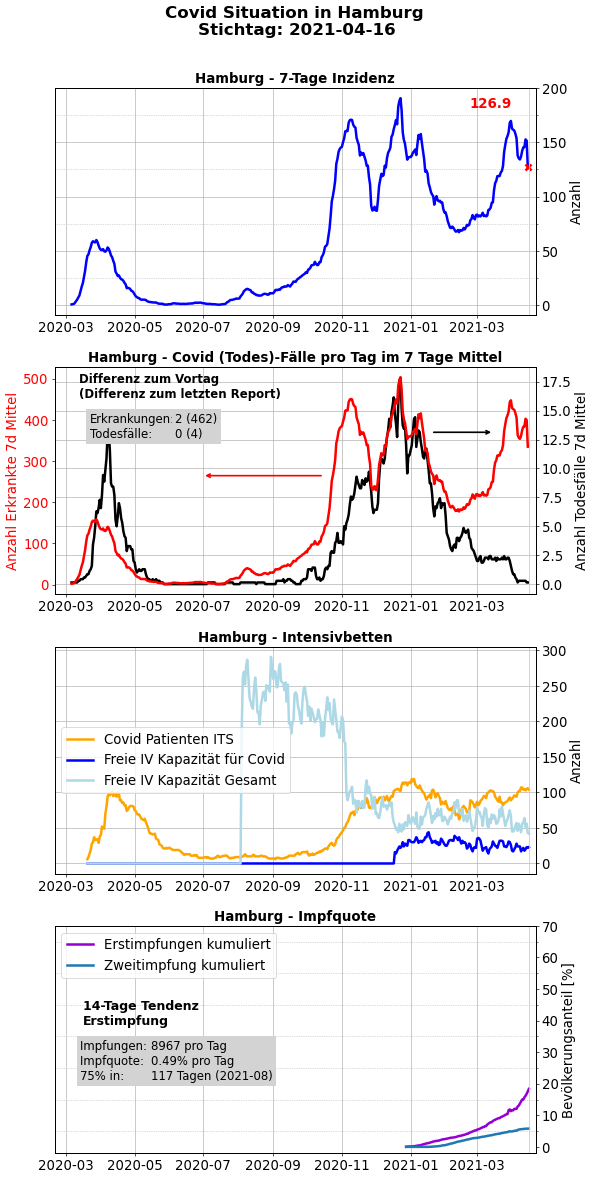 Covid Situation in Hamburg
Stichtag: 2021-04-16
Hamburg - 7-Tage Inzidenz
126.9
200
150
100
50
0
Anzahl
2020-03 2020-05 2020-07 2020-09 2020-11 2021-01 2021-03
Hamburg - Covid (Todes)-Fälle pro Tag im 7 Tage Mittel
Differenz zum Vortag
(Differenz zum letzten Report)
Erkrankungen: 2 (462)
Todesfälle: 0 (4)
500
400
300
200
100
0
Anzahl Erkrankte 7d Mittel
17.5
15.0
12.5
10.0
7.5
5.0
2.5
0.0
Anzahl Todesfälle 7d Mittel
2020-03 2020-05 2020-07 2020-09 2020-11 2021-01 2021-03
Hamburg - Intensivbetten
Covid Patienten ITS
Freie IV Kapazität für Covid
Freie IV Kapazität Gesamt
300
250
200
150
100
50
0
Anzahl
2020-03 2020-05 2020-07 2020-09 2020-11 2021-01 2021-03
Hamburg - Impfquote
Erstimpfungen kumuliert
Zweitimpfung kumuliert
14-Tage Tendenz
Erstimpfung
Impfungen: 8967 pro Tag
Impfquote: 0.49% pro Tag
75% in: 117 Tagen (2021-08)
70
60
50
40
30
20
10
0
Bevölkerungsanteil [%]
2020-03 2020-05 2020-07 2020-09 2020-11 2021-01 2021-03